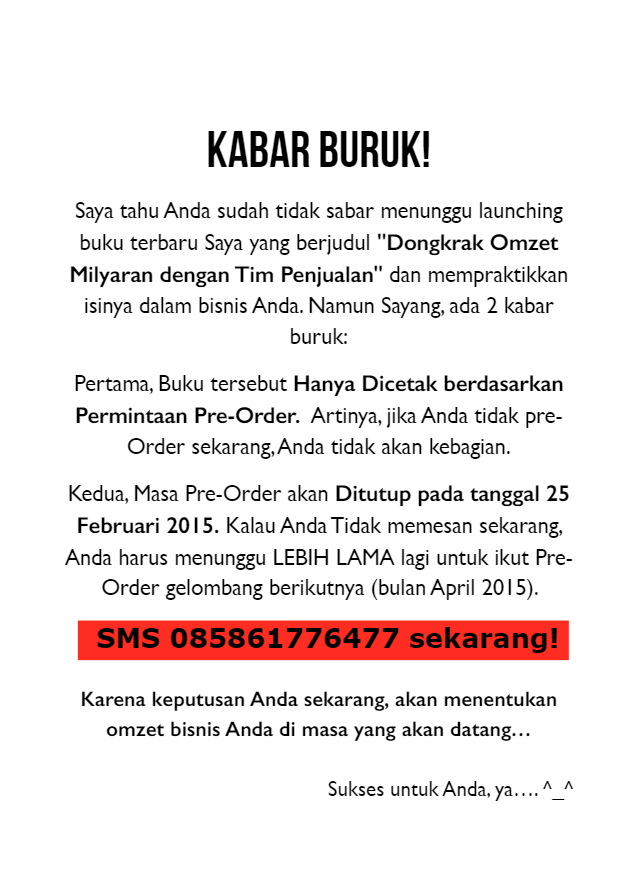 KABAR BURUK!
Saya tahu Anda sudah tidak sabar menunggu launching
buku terbaru Saya yang berjudul "Dongkrak Omzet
Milyaran dengan Tim Penjualan" dan mempraktikkan
isinya dalam bisnis Anda. Namun Sayang, ada 2 kabar
buruk:
Pertama, Buku tersebut Hanya Dicetak berdasarkan
Permintaan Pre-Order. Artinya, jika Anda tidak pre-
Order sekarang, Anda tidak akan kebagian.
Kedua, Masa Pre-Order akan Ditutup pada tanggal 25
Februari 2015. Kalau Anda Tidak memesan sekarang,
Anda harus menunggu LEBIH LAMA lagi untuk ikut Pre-
Order gelombang berikutnya (bulan April 2015).
SMS 085861776477 sekarang!
Karena keputusan Anda sekarang, akan menentukan
omzet bisnis Anda di masa yang akan datang...
Sukses untuk Anda, ya.... ^_^